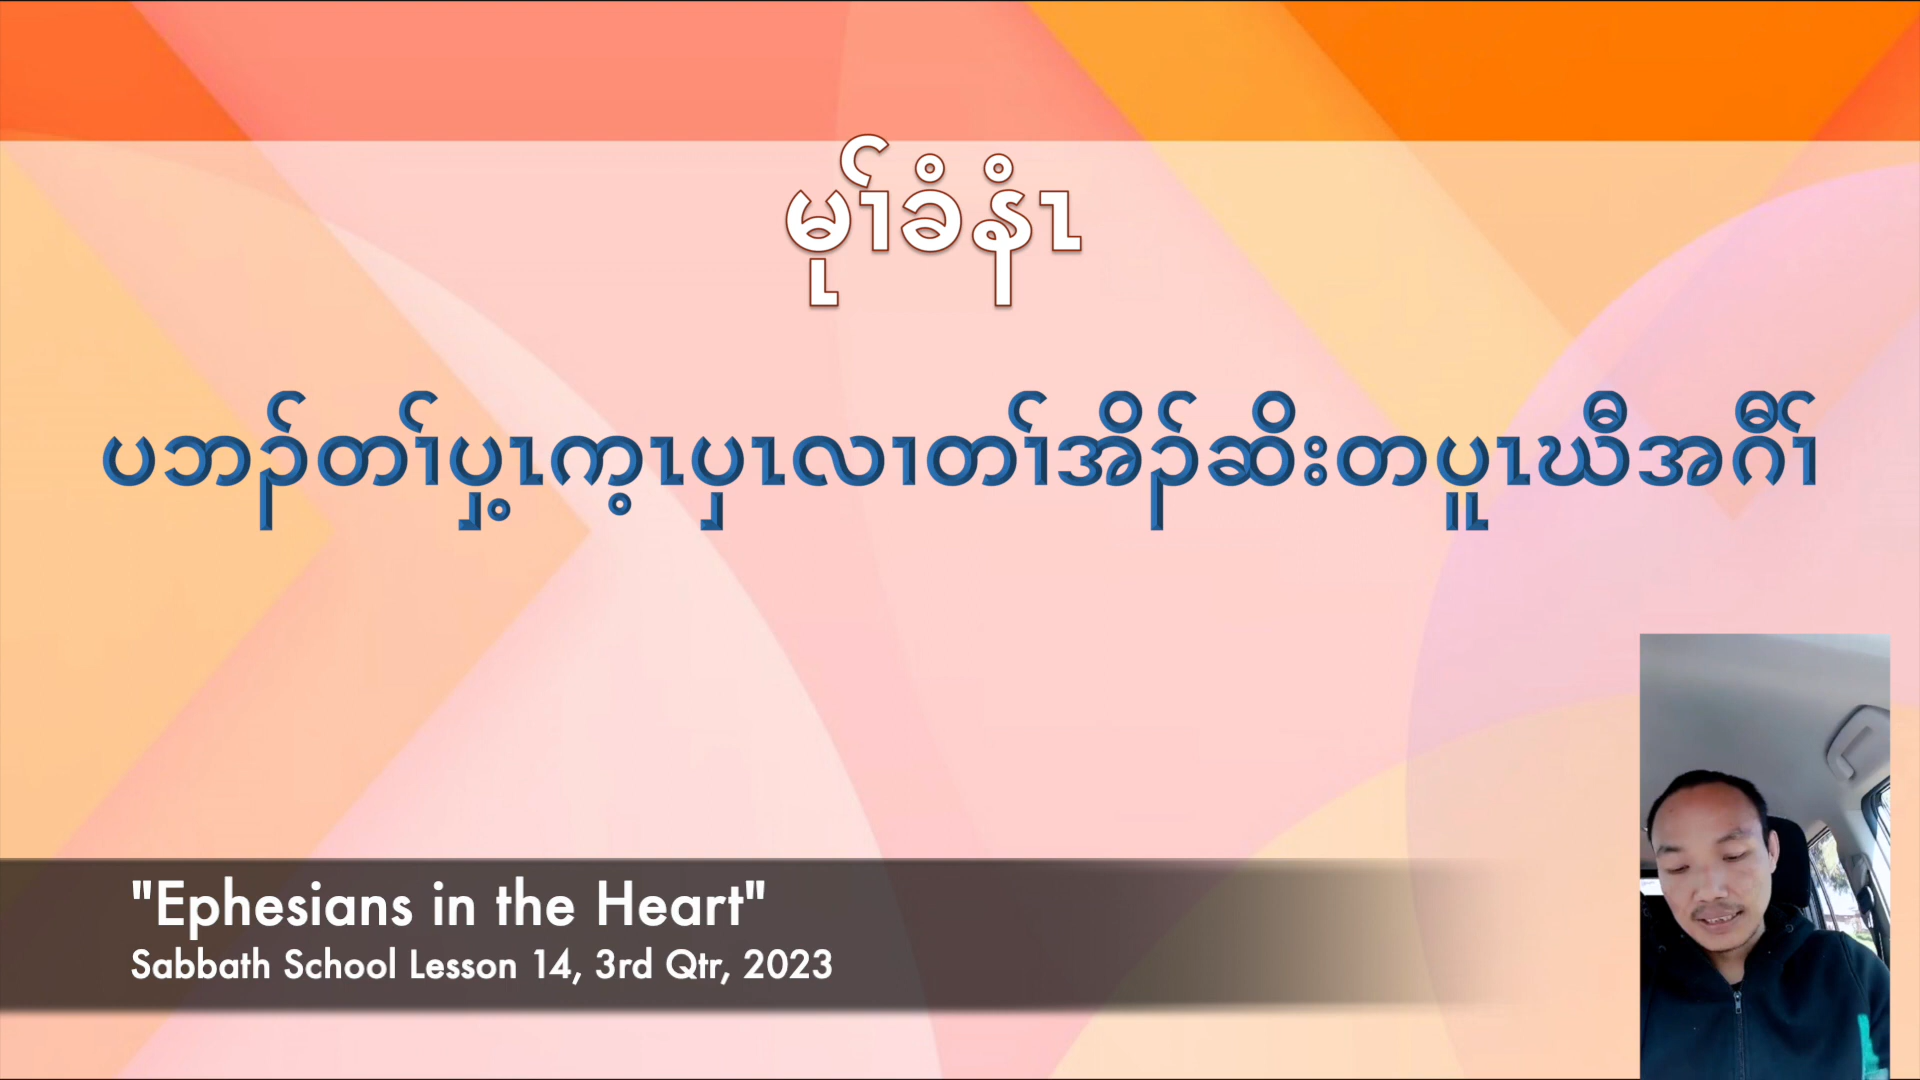 မုၢ်ခံနံၤ
ပဘၣ်တၢ်ပှ့ၤက့ၤပှၤလၢတၢ်အိၣ်ဆိးတပူၤဃီအဂီၢ်
"Ephesians in the Heart"
Sabbath School Lesson 14, 3rd Qtr, 2023